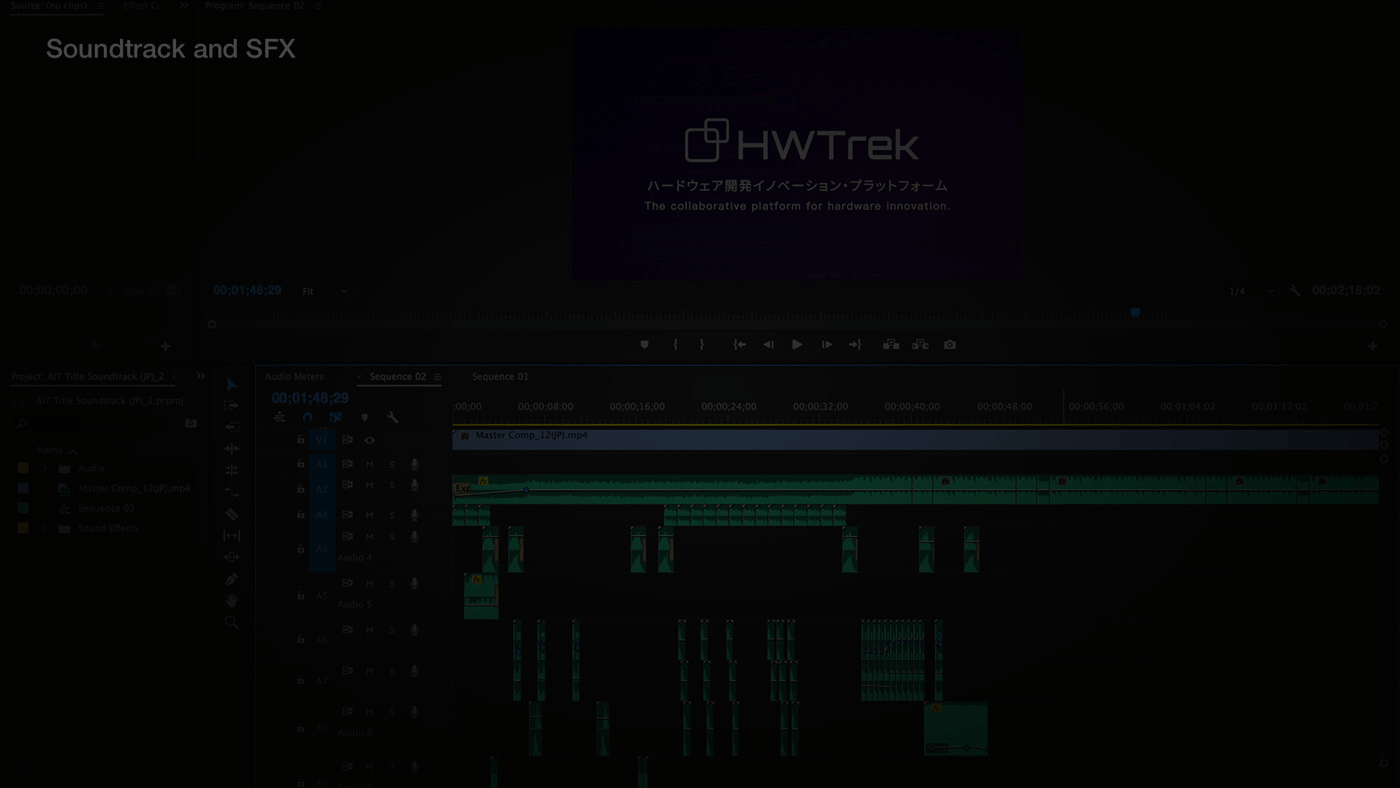 Source: (no clips)
Effect C
Program: Sequence 02
Soundtrack and SFX
HWTrek
ハードウェア開発イノベーション・プラットフォーム
The collaborative platform for hardware innovation.
00;00;00;00
00;01;48;29
Fit
1/4
00;02;18;02
Project: AIT Title Soundtrack (JP)_2
AIT Title Soundtrack (JP)_2.prproj
Name
Audio
Master Comp_12(JP).mp4
Sequence 02
Sound Effects
Audio Meters
Sequence 02
Sequence 01
00;01;48;29
;00;00
00;00;08;00
00;00;16;00
00;00;24;00
00;00;32;00
00;00;40;00
00;00;48;00
00;00;56;00
00;01;04;02
00;01;12;02
00;01;2
V1
Master Comp_12(JP).mp4
A1 M S
A2 M S
A3 M S
M S
Audio 4
A5 M S
Audio 5
A6 M S
A7 M S
M S
Audio 8
M S